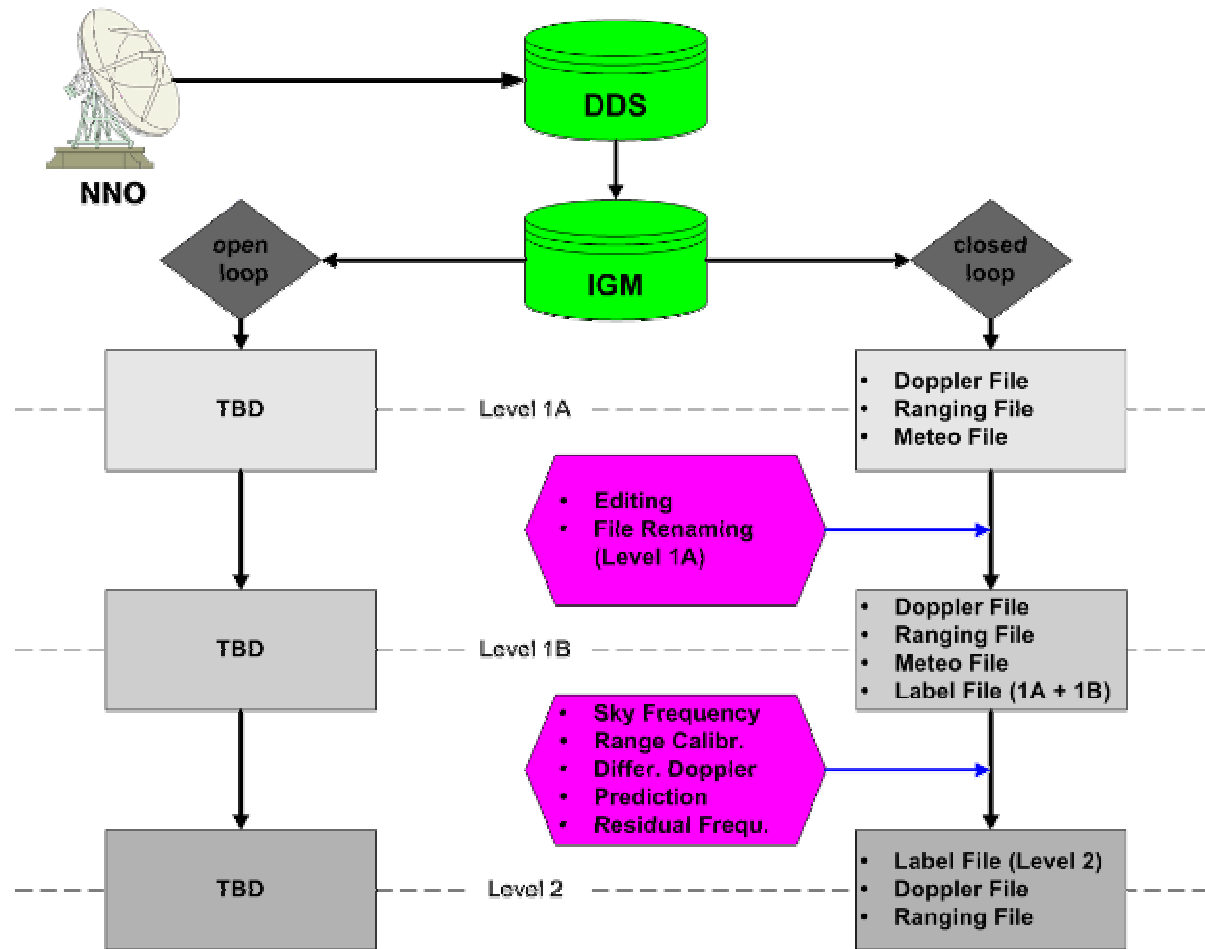 DDS
NNO
open
loop
IGM
closed
loop
TBD
Level 1A
• Doppler File
• Ranging File
• Meteo File
• Editing
• File Renaming
(Level 1A)
TBD
Level 1B
• Doppler File
• Ranging File
• Meteo File
• Label File (1A + 1B)
• Sky Frequency
• Range Calibr.
• Differ. Doppler
• Prediction
• Residual Frequ.
TBD
Level 2
• Label File (Level 2)
• Doppler File
• Ranging File